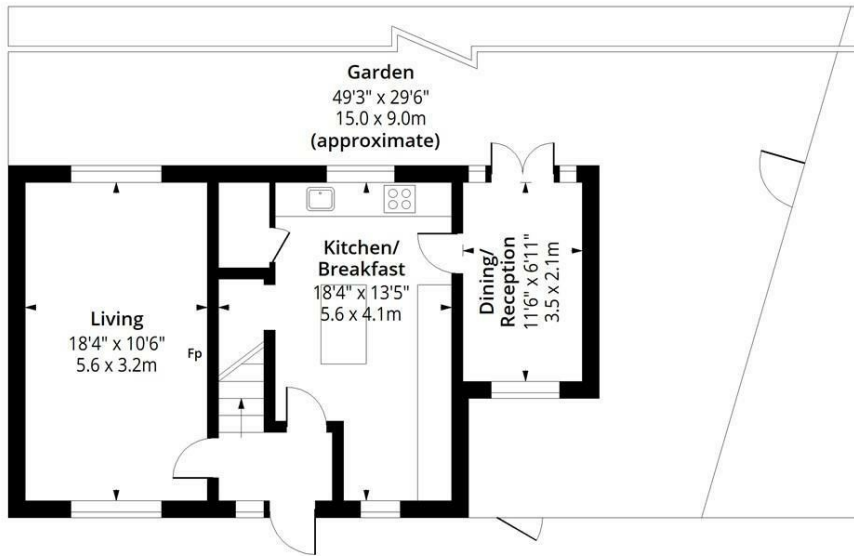 Garden
49'3" x 29'6"
15.0 x 9.0m
(approximate)
Living
18'4" x 10'6"
5.6 x 3.2m
Fp
Kitchen/
Breakfast
18'4" x 13'5"
5.6 x 4.1m
Dining/
Reception
11'6" x 6'11"
3.5 x 2.1m